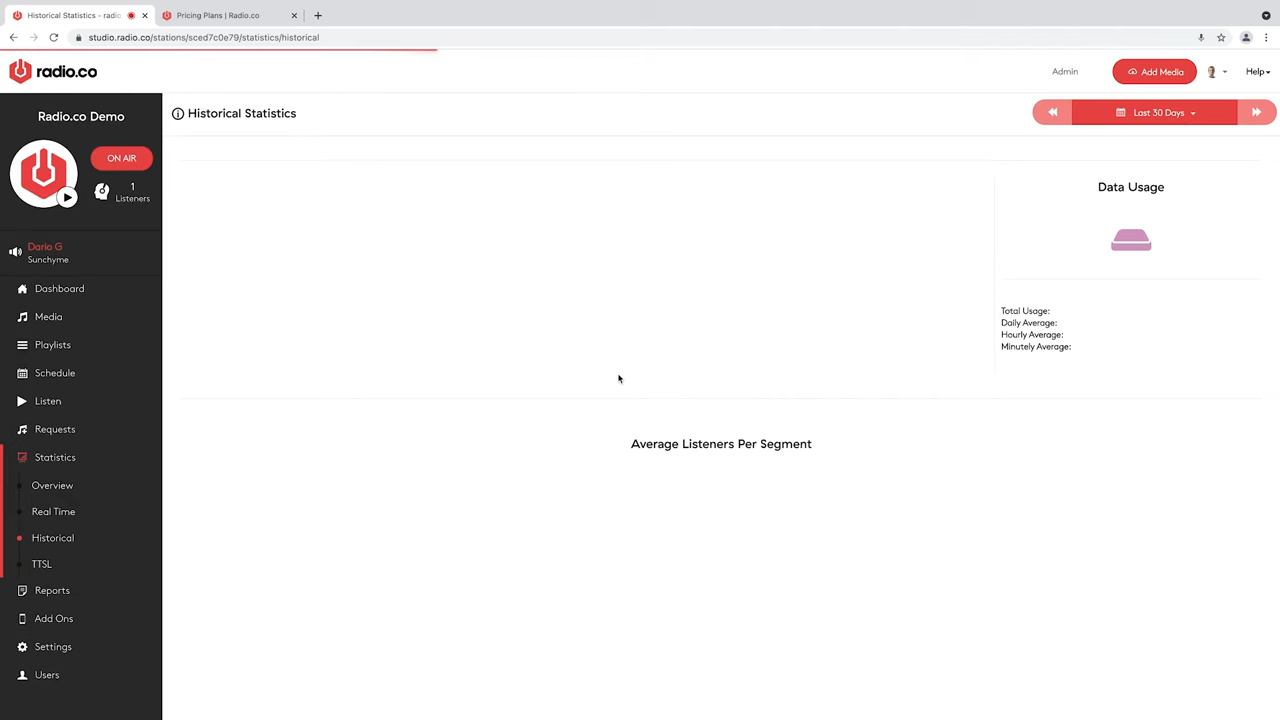 Historical Statistics - radio
Pricing Plans | Radio.co
studio.radio.co/stations/sced7c0e79/statistics/historical
radio.co
Admin
Add Media
Help
Radio.co Demo
ON AIR
1
Listeners
Dario G
Sunchyme
Dashboard
Media
Playlists
Schedule
Listen
Requests
Statistics
Overview
Real Time
Historical
TTSL
Reports
Add Ons
Settings
Users
Historical Statistics
Last 30 Days
Data Usage
Total Usage:
Daily Average:
Hourly Average:
Minutely Average:
Average Listeners Per Segment